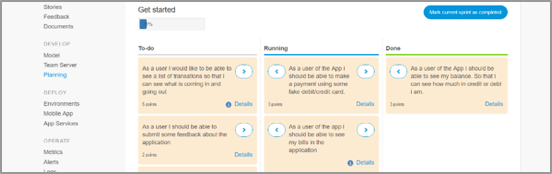 Stories
Feedback
Documents
DEVELOP
Model
Team Server
Planning
DEPLOY
Environments
Mobile App
App Services
OPERATE
Metrics
Alerts
Get started
Mark current sprint as completed
To-do
As a user I would like to be able to
see a list of transations so that I
can see what is coming in and
going out
5 points
Details
As a user I should be able to
submit some feedback about the
application
2 points
Details
Running
As a user of the App I
should be able to make
a payment using some
fake debit/credit card.
3 points
Details
As a user of the app I
should be able to see
my bills in the
application
Details
Done
As a user of the App I should be
able to see my balance. So that I
can see how much in credit or debt
I am.
3 points
Details